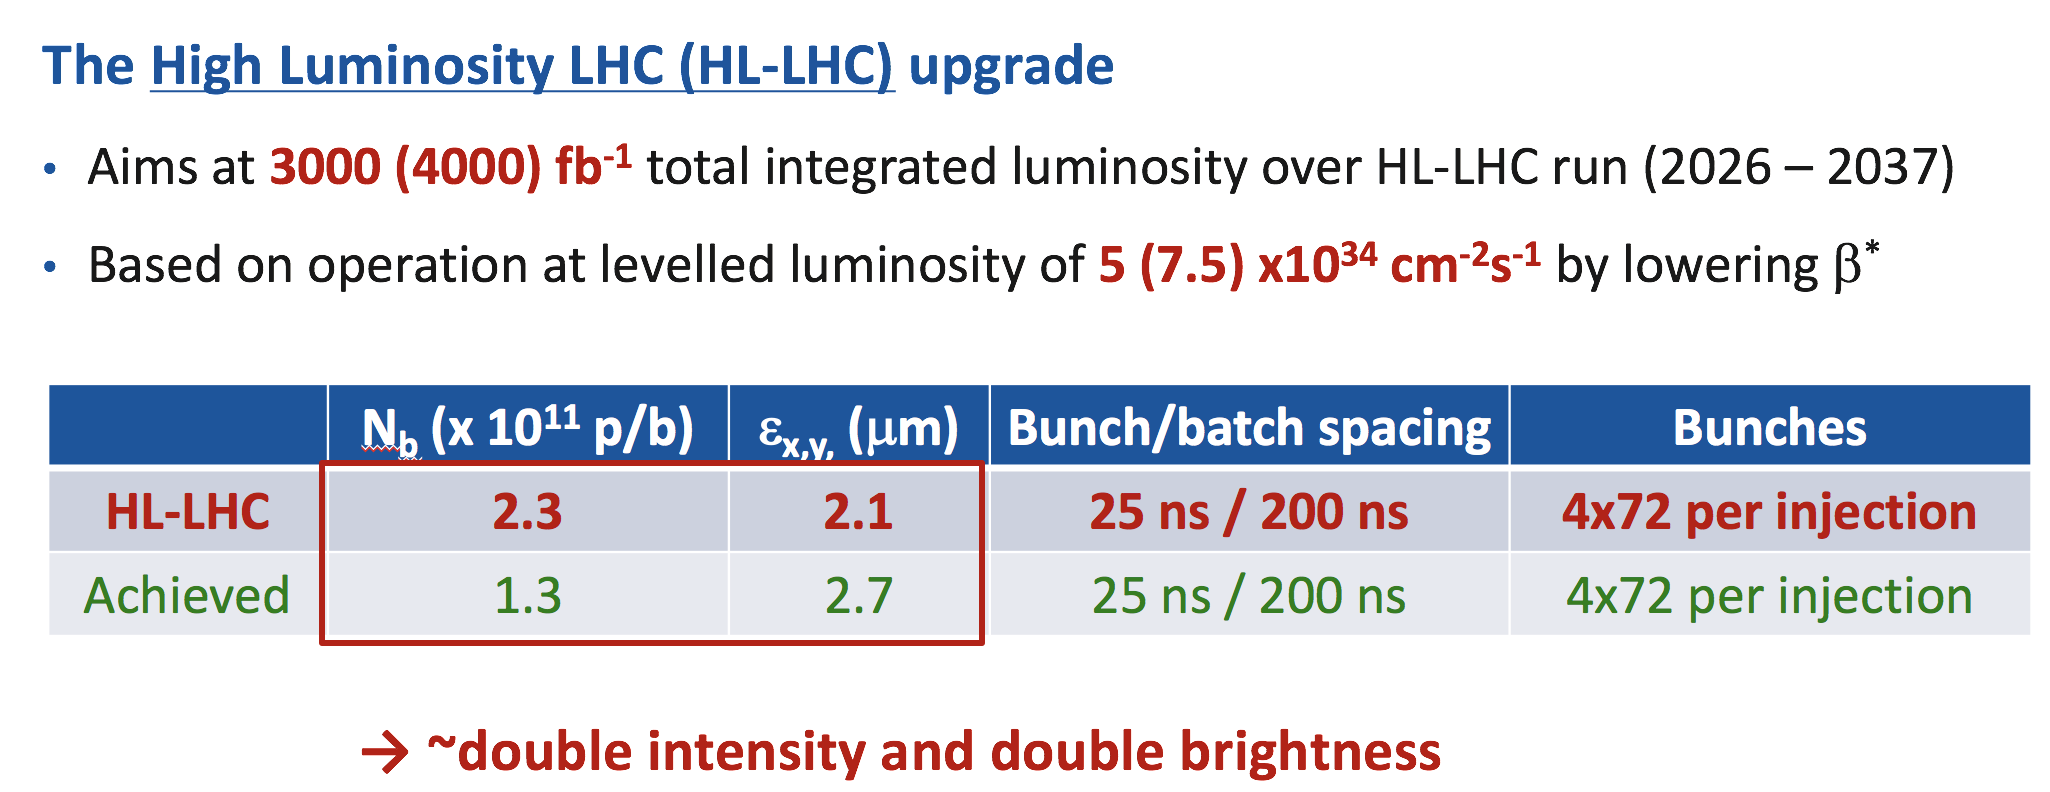 The High Luminosity LHC (HL-LHC) upgrade
• Aims at 3000 (4000) fb⁻¹ total integrated luminosity over HL-LHC run (2026 – 2037)
• Based on operation at levelled luminosity of 5 (7.5) x10³⁴ cm⁻²s⁻¹ by lowering β*
N_b (x 10¹¹ p/b) ε_x,y, (μm) Bunch/batch spacing Bunches
HL-LHC 2.3 2.1 25 ns / 200 ns 4x72 per injection
Achieved 1.3 2.7 25 ns / 200 ns 4x72 per injection
→ ~double intensity and double brightness